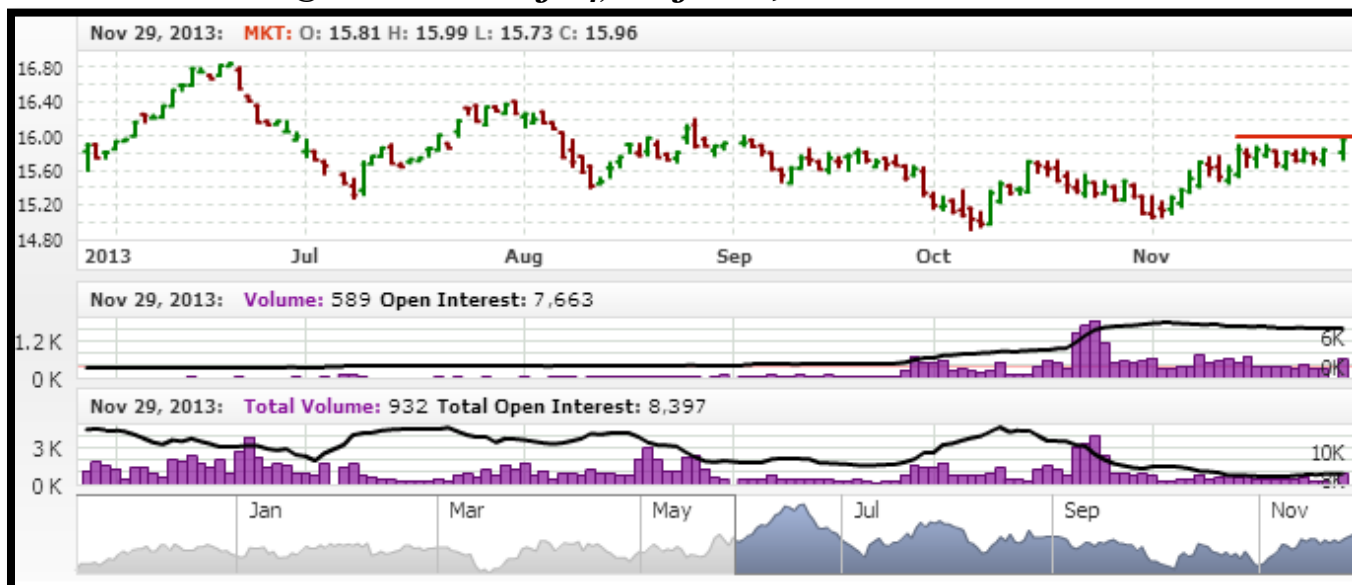 Nov 29, 2013: MKT: O: 15.81 H: 15.99 L: 15.73 C: 15.96
16.80
16.40
16.00
15.60
15.20
14.80
2013 Jul Aug Sep Oct Nov
Nov 29, 2013: Volume: 589 Open Interest: 7,663
1.2 K 6K
0 K 0K
Nov 29, 2013: Total Volume: 932 Total Open Interest: 8,397
3 K 10K
0 K
Jan Mar May Jul Sep Nov